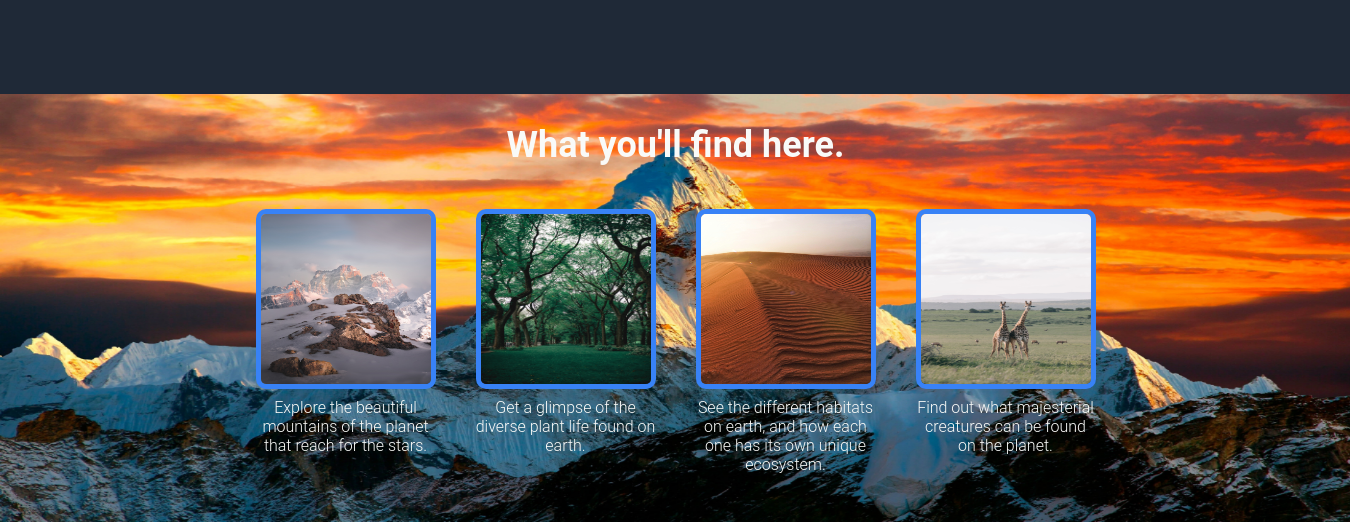 What you'll find here.
Explore the beautiful
mountains of the planet
that reach for the stars.
Get a glimpse of the
diverse plant life found on
earth.
See the different habitats
on earth, and how each
one has its own unique
ecosystem.
Find out what majesterial
creatures can be found
on the planet.